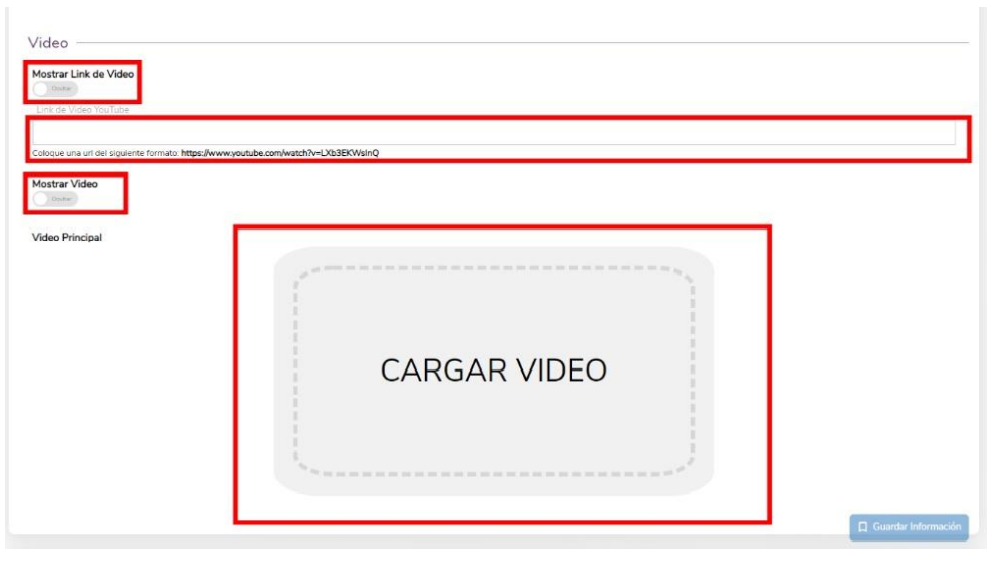 Video
Mostrar Link de Video
Ocultar
Link de Video YouTube
Coloque una url del siguiente formato: https://www.youtube.com/watch?v=LXb3EKWsInQ
Mostrar Video
Ocultar
Video Principal
CARGAR VIDEO
Guardar Información